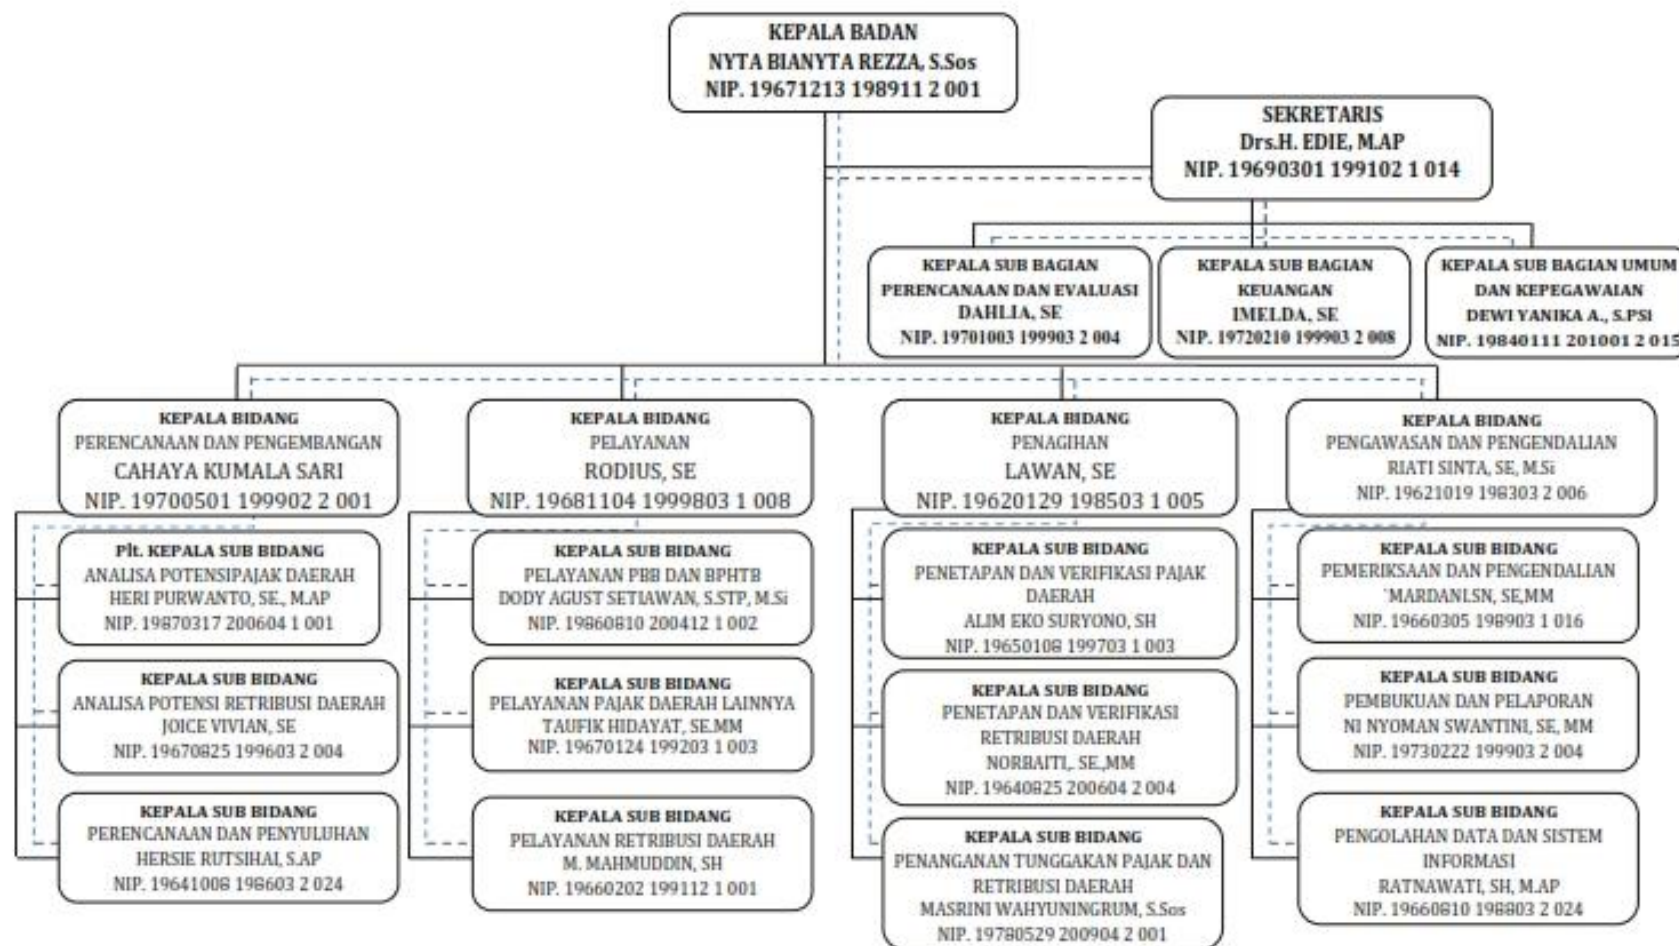 KEPALA BADAN
NYTA BIANYTA REZZA, S.Sos
NIP. 19671213 198911 2 001
SEKRETARIS
Drs.H. EDIE, M.AP
NIP. 19690301 199102 1 014
KEPALA SUB BAGIAN
PERENCANAAN DAN EVALUASI
DAHLIA, SE
NIP. 19701003 199903 2 004
KEPALA SUB BAGIAN
KEUANGAN
IMELDA, SE
NIP. 19720210 199903 2 008
KEPALA SUB BAGIAN UMUM
DAN KEPEGAWAIAN
DEWI YANIKA A., S.PSI
NIP. 19840111 201001 2 015
KEPALA BIDANG
PERENCANAAN DAN PENGEMBANGAN
CAHAYA KUMALA SARI
NIP. 19700501 199902 2 001
KEPALA BIDANG
PELAYANAN
RODIUS, SE
NIP. 19681104 1999803 1 008
KEPALA BIDANG
PENAGIHAN
LAWAN, SE
NIP. 19620129 198503 1 005
KEPALA BIDANG
PENGAWASAN DAN PENGENDALIAN
RIATI SINTA, SE, M.Si
NIP. 19621019 198303 2 006
Plt. KEPALA SUB BIDANG
ANALISA POTENSIPAJAK DAERAH
HERI PURWANTO, SE., M.AP
NIP. 19870317 200604 1 001
KEPALA SUB BIDANG
ANALISA POTENSI RETRIBUSI DAERAH
JOICE VIVIAN, SE
NIP. 19670825 199603 2 004
KEPALA SUB BIDANG
PERENCANAAN DAN PENYULUHAN
HERSIE RUTSIHAI, S.AP
NIP. 19641008 198603 2 024
KEPALA SUB BIDANG
PELAYANAN PBB DAN BPHTB
DODY AGUST SETIAWAN, S.STP, M.Si
NIP. 19860810 200412 1 002
KEPALA SUB BIDANG
PELAYANAN PAJAK DAERAH LAINNYA
TAUFIK HIDAYAT, SE.MM
NIP. 19670124 199203 1 003
KEPALA SUB BIDANG
PELAYANAN RETRIBUSI DAERAH
M. MAHMUDDIN, SH
NIP. 19660202 199112 1 001
KEPALA SUB BIDANG
PENETAPAN DAN VERIFIKASI PAJAK
DAERAH
ALIM EKO SURYONO, SH
NIP. 19650108 199703 1 003
KEPALA SUB BIDANG
PENETAPAN DAN VERIFIKASI
RETRIBUSI DAERAH
NORBAITI,. SE.,MM
NIP. 19640825 200604 2 004
KEPALA SUB BIDANG
PENANGANAN TUNGGAKAN PAJAK DAN
RETRIBUSI DAERAH
MASRINI WAHYUNINGRUM, S.Sos
NIP. 19780529 200904 2 001
KEPALA SUB BIDANG
PEMERIKSAAN DAN PENGENDALIAN
`MARDANI.SN, SE,MM
NIP. 19660305 198903 1 016
KEPALA SUB BIDANG
PEMBUKUAN DAN PELAPORAN
NI NYOMAN SWANTINI, SE, MM
NIP. 19730222 199903 2 004
KEPALA SUB BIDANG
PENGOLAHAN DATA DAN SISTEM
INFORMASI
RATNAWATI, SH, M.AP
NIP. 19660810 198803 2 024